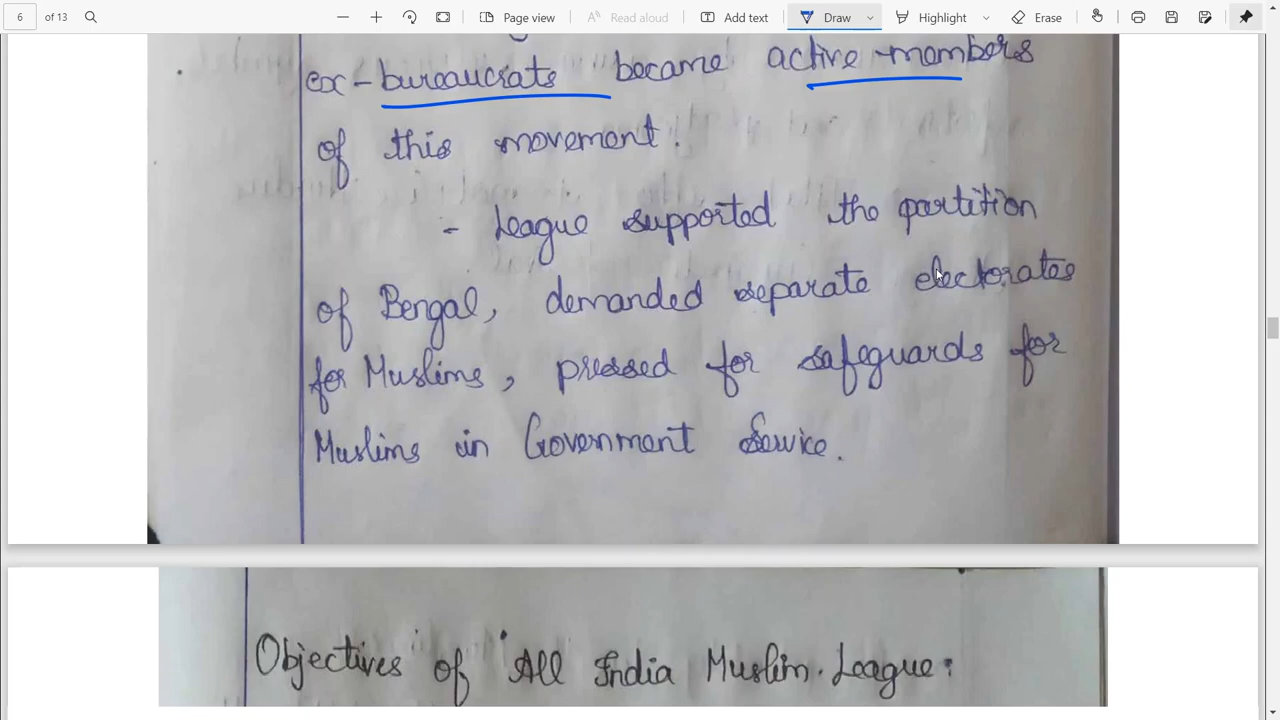 6 of 13
Page view
Read aloud
Add text
Draw
Highlight
Erase
ex-bureaucrats became active members
of this movement.
- League supported the partition
of Bengal, demanded separate electorates
for Muslims, pressed for safeguards for
Muslims in Government Service.
Objectives of All India Muslim League: